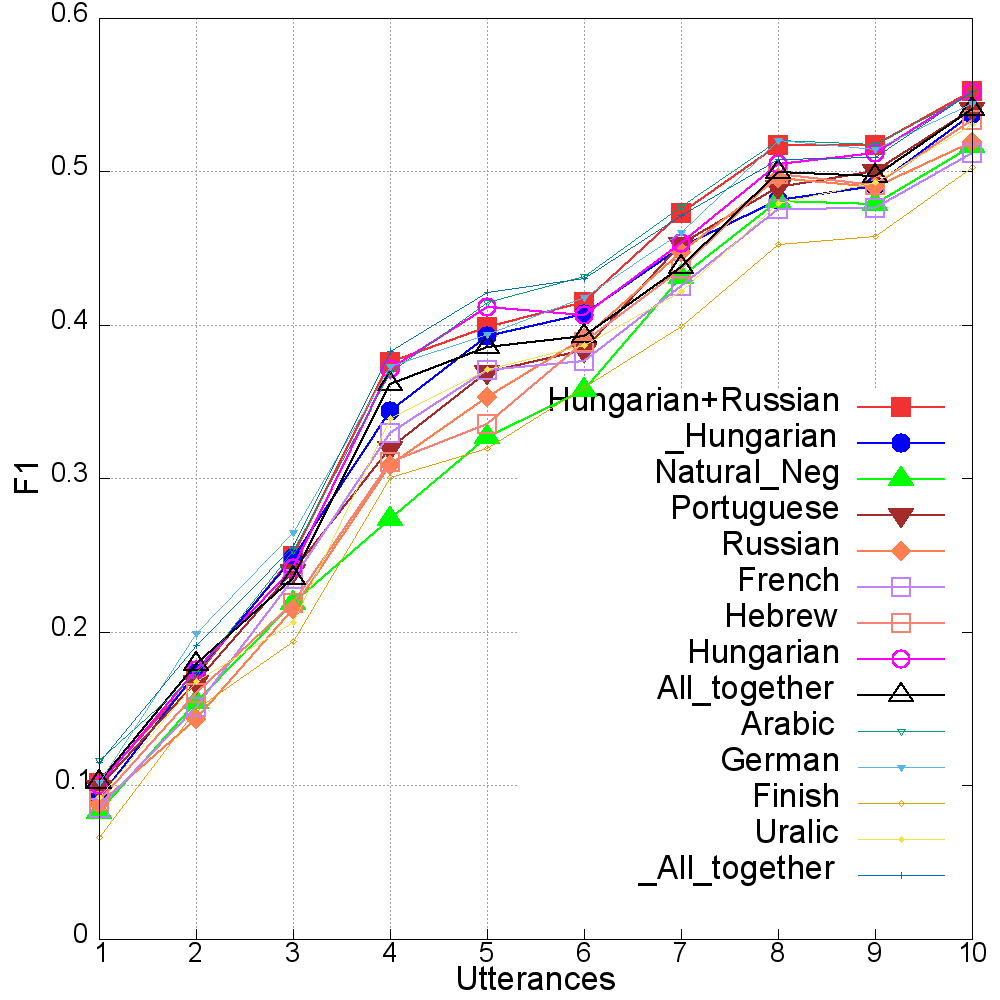 0.6
0.5
0.4
0.3
0.2
0.1
0
F1
1 2 3 4 5 6 7 8 9 10
Utterances
Hungarian+Russian
_Hungarian
Natural_Neg
Portuguese
Russian
French
Hebrew
Hungarian
All_together
Arabic
German
Finish
Uralic
_All_together